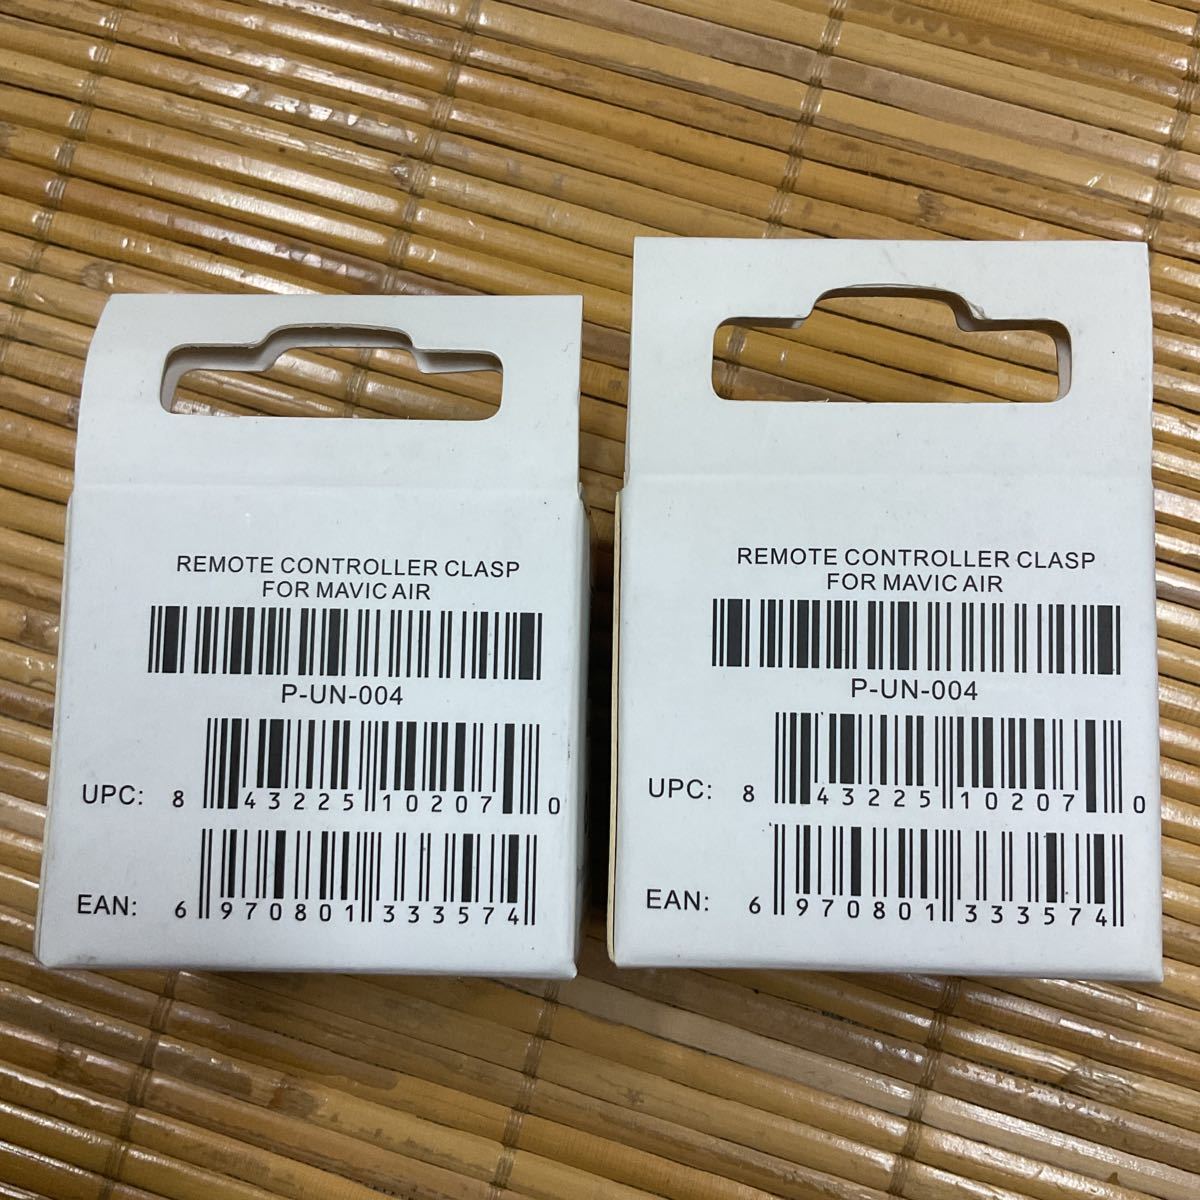 REMOTE CONTROLLER CLASP
FOR MAVIC AIR
P-UN-004
UPC: 8 43225 10207 0
EAN: 6 970801 333574
REMOTE CONTROLLER CLASP
FOR MAVIC AIR
P-UN-004
UPC: 8 43225 10207 0
EAN: 6 970801 333574